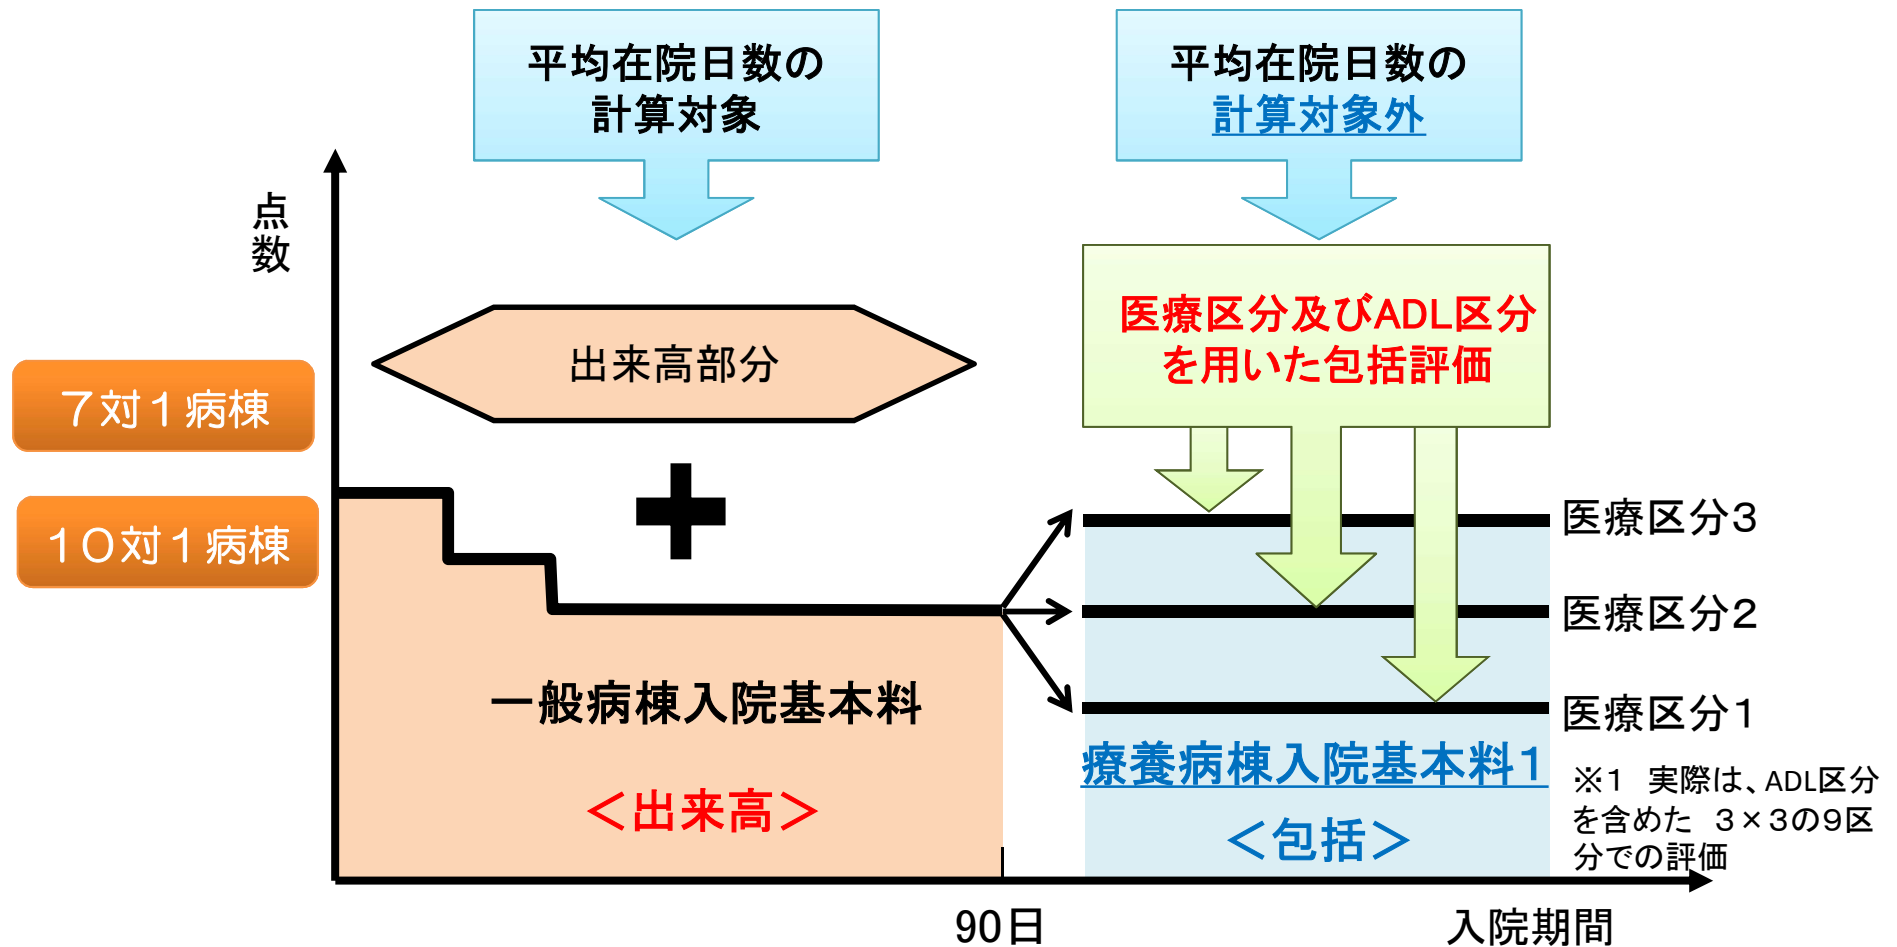 平均在院日数の
計算対象
平均在院日数の
計算対象外
点
数
出来高部分
医療区分及びADL区分
を用いた包括評価
７対１病棟
１０対１病棟
医療区分３
医療区分２
医療区分１
一般病棟入院基本料
＜出来高＞
療養病棟入院基本料1
＜包括＞
※１　実際は、ADL区分
を含めた　３×３の９区
分での評価
90日
入院期間